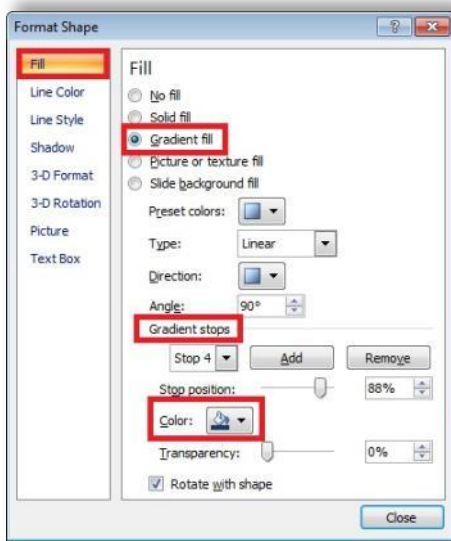 Format Shape
Fill
Line Color
Line Style
Shadow
3-D Format
3-D Rotation
Picture
Text Box
Fill
No fill
Solid fill
Gradient fill
Picture or texture fill
Slide background fill
Preset colors:
Type: Linear
Direction:
Angle: 90°
Gradient stops
Stop 4 Add Remove
Stop position: 88%
Color:
Transparency: 0%
Rotate with shape
Close